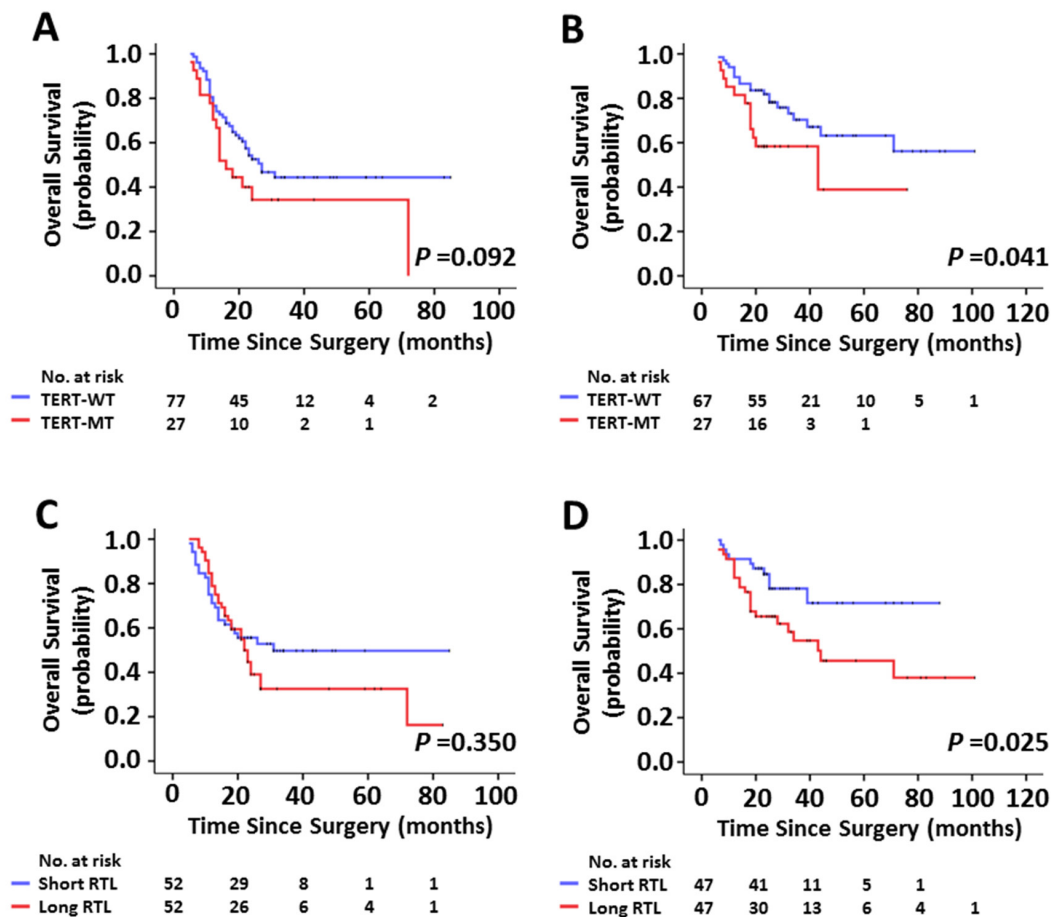 A
1.0
0.8
0.6
0.4
0.2
0.0
Overall Survival
(probability)
P =0.092
0 20 40 60 80 100
Time Since Surgery (months)
No. at risk
TERT-WT 77 45 12 4 2
TERT-MT 27 10 2 1
B
1.0
0.8
0.6
0.4
0.2
0.0
Overall Survival
(probability)
P =0.041
0 20 40 60 80 100 120
Time Since Surgery (months)
No. at risk
TERT-WT 67 55 21 10 5 1
TERT-MT 27 16 3 1
C
1.0
0.8
0.6
0.4
0.2
0.0
Overall Survival
(probability)
P =0.350
0 20 40 60 80 100
Time Since Surgery (months)
No. at risk
Short RTL 52 29 8 1 1
Long RTL 52 26 6 4 1
D
1.0
0.8
0.6
0.4
0.2
0.0
Overall Survival
(probability)
P =0.025
0 20 40 60 80 100 120
Time Since Surgery (months)
No. at risk
Short RTL 47 41 11 5 1
Long RTL 47 30 13 6 4 1